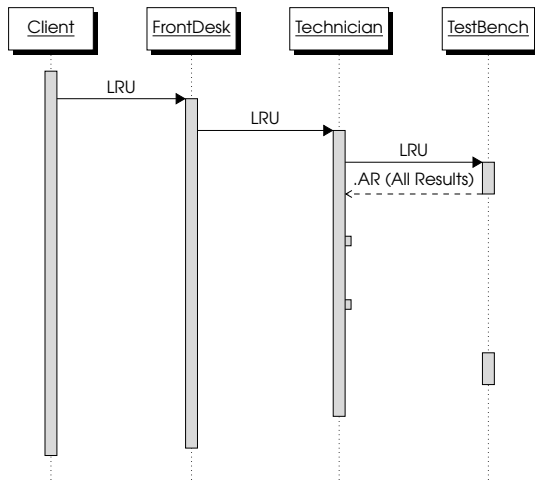 Client
FrontDesk
Technician
TestBench
LRU
LRU
LRU
.AR (All Results)